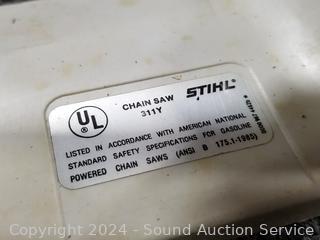 UL
CHAIN SAW
311Y
STIHL
LISTED IN ACCORDANCE WITH AMERICAN NATIONAL
STANDARD SAFETY SPECIFICATIONS FOR GASOLINE
POWERED CHAIN SAWS (ANSI B 175.1-1985)
Copyright 2024 - Sound Auction Service